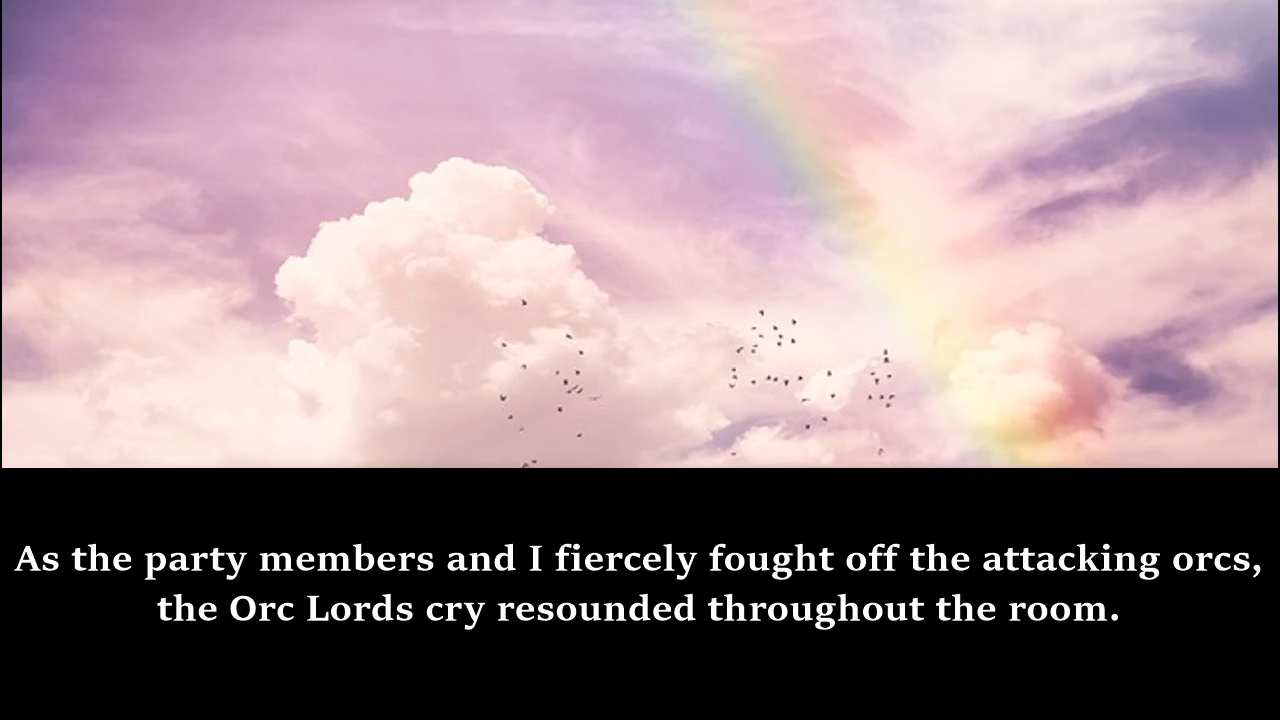 As the party members and I fiercely fought off the attacking orcs,
the Orc Lords cry resounded throughout the room.